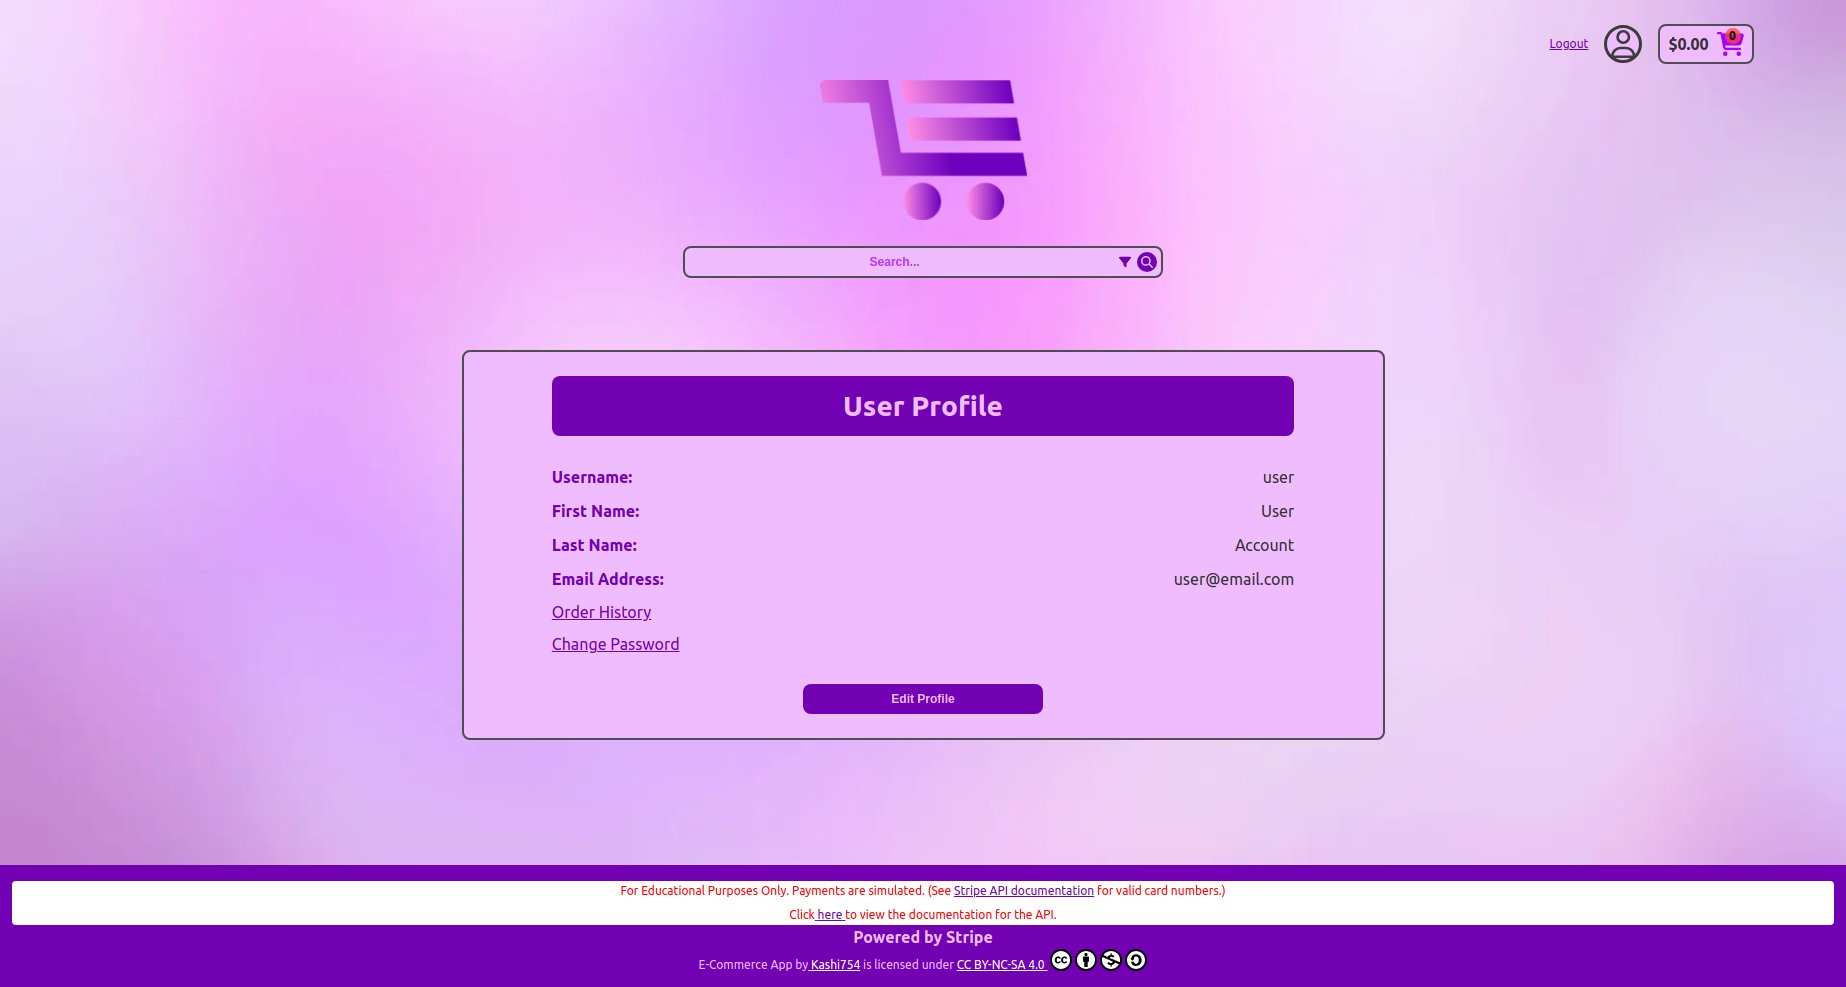 Logout
$0.00
0
Search...
User Profile
Username: user
First Name: User
Last Name: Account
Email Address: user@email.com
Order History
Change Password
Edit Profile
For Educational Purposes Only. Payments are simulated. (See Stripe API documentation for valid card numbers.)
Click here to view the documentation for the API.
Powered by Stripe
E-Commerce App by Kashi754 is licensed under CC BY-NC-SA 4.0